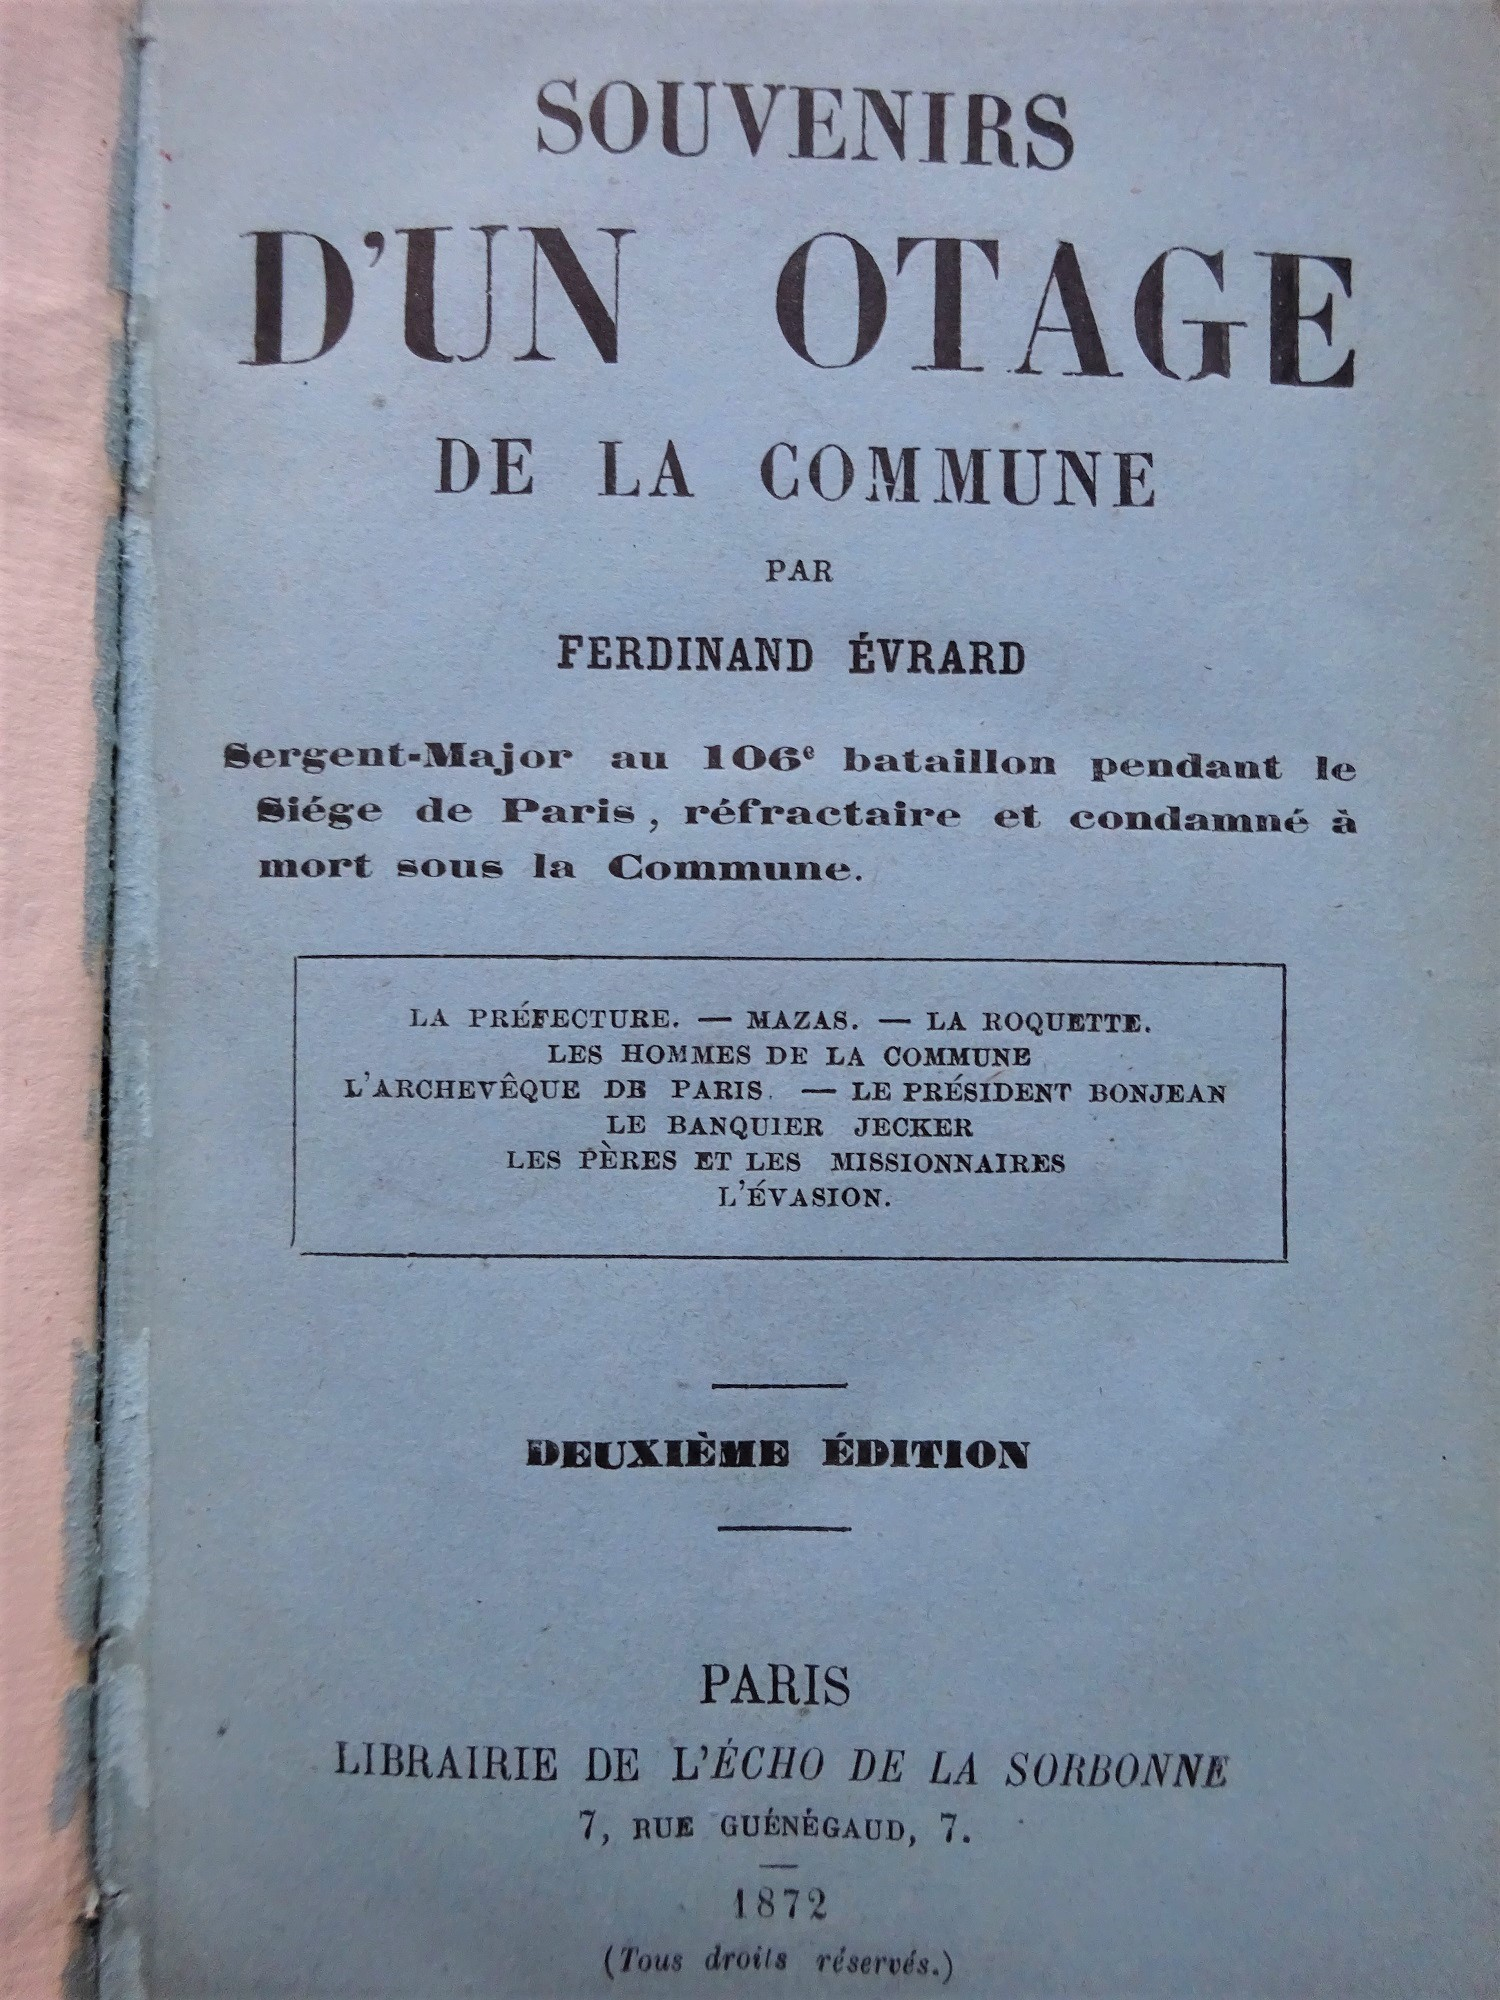 SOUVENIRS
D'UN OTAGE
DE LA COMMUNE
PAR
FERDINAND ÉVRARD
Sergent-Major au 106e bataillon pendant le
Siége de Paris, réfractaire et condamné à
mort sous la Commune.
LA PRÉFECTURE. — MAZAS. — LA ROQUETTE.
LES HOMMES DE LA COMMUNE
L'ARCHEVÊQUE DE PARIS. — LE PRÉSIDENT BONJEAN
LE BANQUIER JECKER
LES PÈRES ET LES MISSIONNAIRES
L'ÉVASION.
DEUXIÈME ÉDITION
PARIS
LIBRAIRIE DE L'ÉCHO DE LA SORBONNE
7, RUE GUÉNÉGAUD, 7.
1872
(Tous droits réservés.)